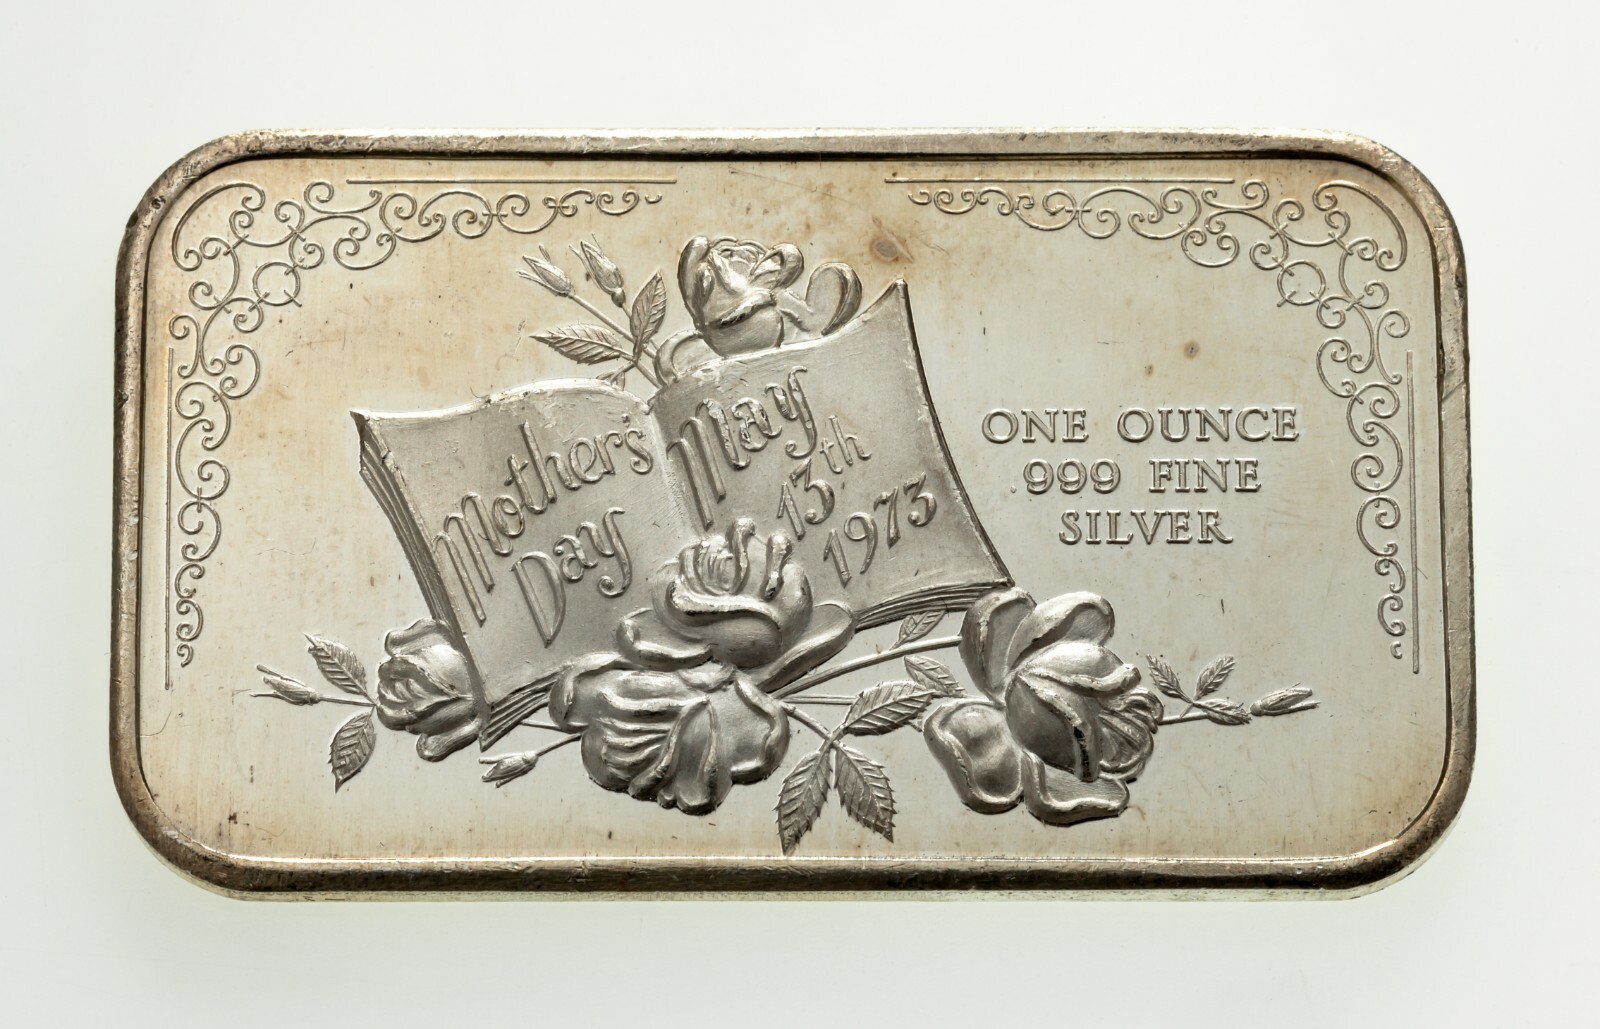 Mother's
Day
May
13th
1973
ONE OUNCE
.999 FINE
SILVER